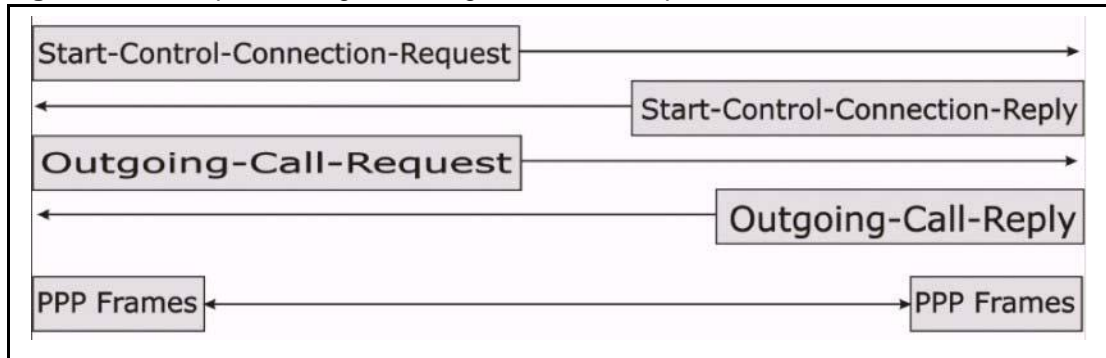 Start-Control-Connection-Request
Start-Control-Connection-Reply
Outgoing-Call-Request
Outgoing-Call-Reply
PPP Frames
PPP Frames